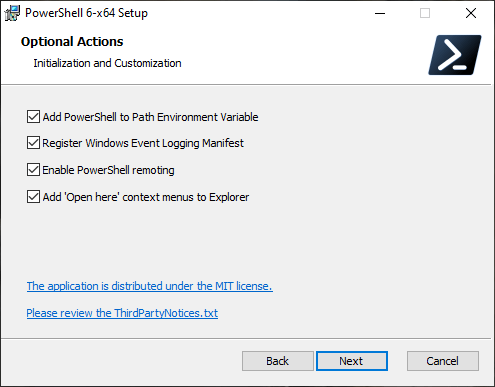 PowerShell 6-x64 Setup
Optional Actions
Initialization and Customization
Add PowerShell to Path Environment Variable
Register Windows Event Logging Manifest
Enable PowerShell remoting
Add 'Open here' context menus to Explorer
The application is distributed under the MIT license.
Please review the ThirdPartyNotices.txt
Back
Next
Cancel